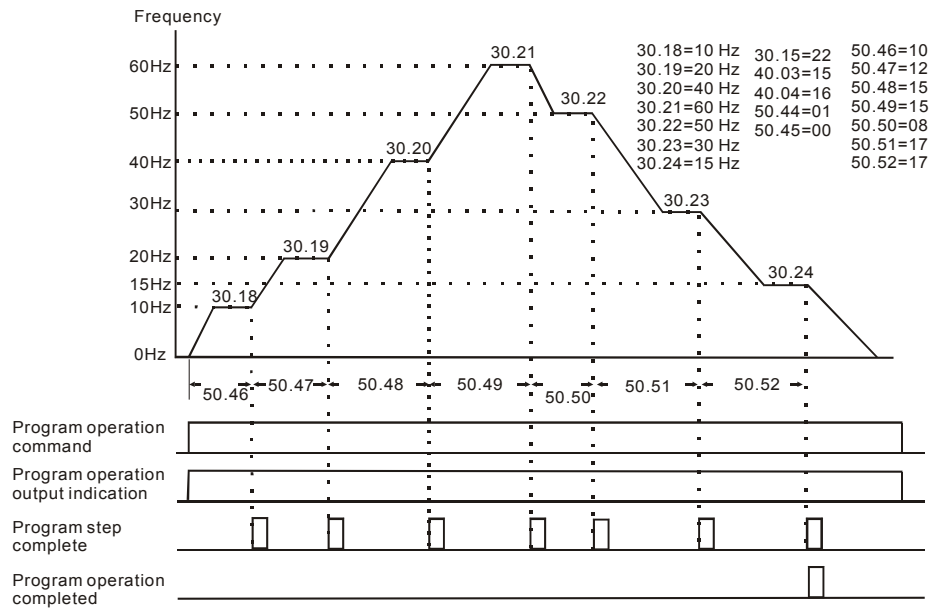 Frequency
60Hz
50Hz
40Hz
30Hz
20Hz
15Hz
10Hz
0Hz
30.18
30.19
30.20
30.21
30.22
30.23
30.24
30.18=10 Hz
30.19=20 Hz
30.20=40 Hz
30.21=60 Hz
30.22=50 Hz
30.23=30 Hz
30.24=15 Hz
30.15=22
40.03=15
40.04=16
50.44=01
50.45=00
50.46=10
50.47=12
50.48=15
50.49=15
50.50=08
50.51=17
50.52=17
50.46
50.47
50.48
50.49
50.50
50.51
50.52
Program operation
command
Program operation
output indication
Program step
complete
Program operation
completed